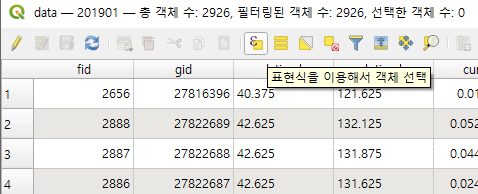 data — 201901 — 총 객체 수: 2926, 필터링된 객체 수: 2926, 선택한 객체 수: 0
표현식을 이용해서 객체 선택
fid gid cur
1 2656 27816396 40.375 121.625 0.01
2 2888 27822689 42.625 132.125 0.052
3 2887 27822688 42.625 131.875 0.044
4 2886 27822687 42.625 131.625 0.024